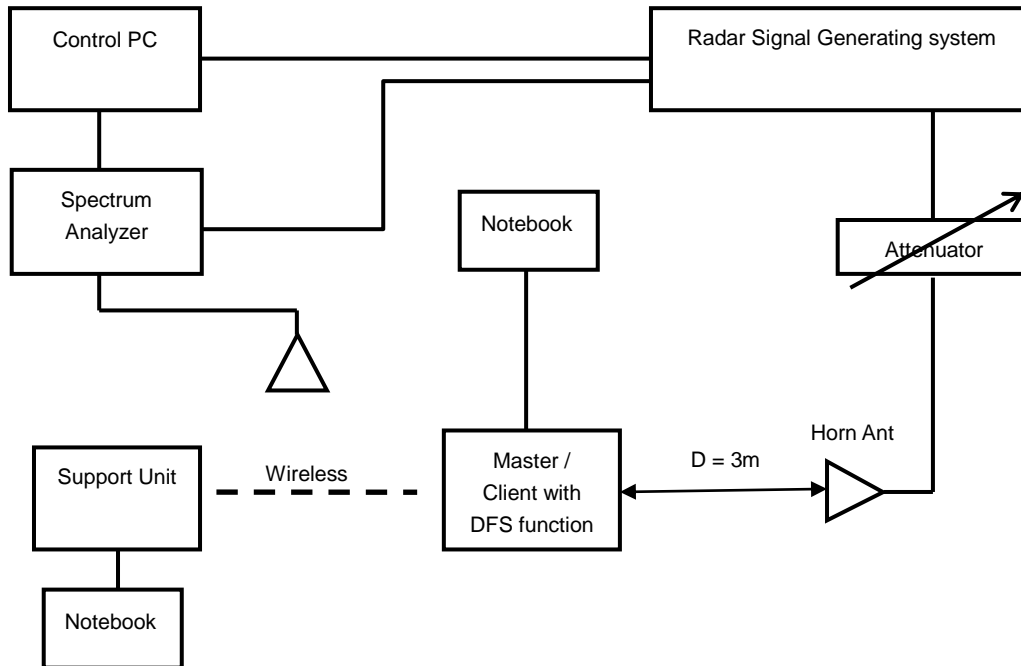 Control PC
Radar Signal Generating system
Spectrum
Analyzer
Notebook
Attenuator
Horn Ant
D = 3m
Support Unit
Wireless
Master /
Client with
DFS function
Notebook